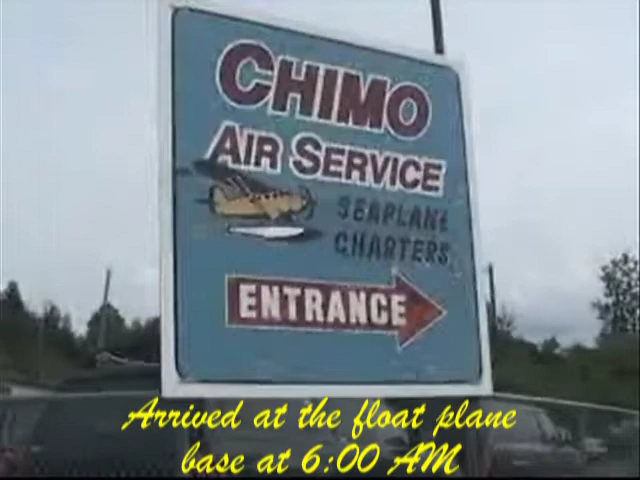 CHIMO
AIR SERVICE
SEAPLANE
CHARTERS
ENTRANCE
Arrived at the float plane
base at 6:00 AM